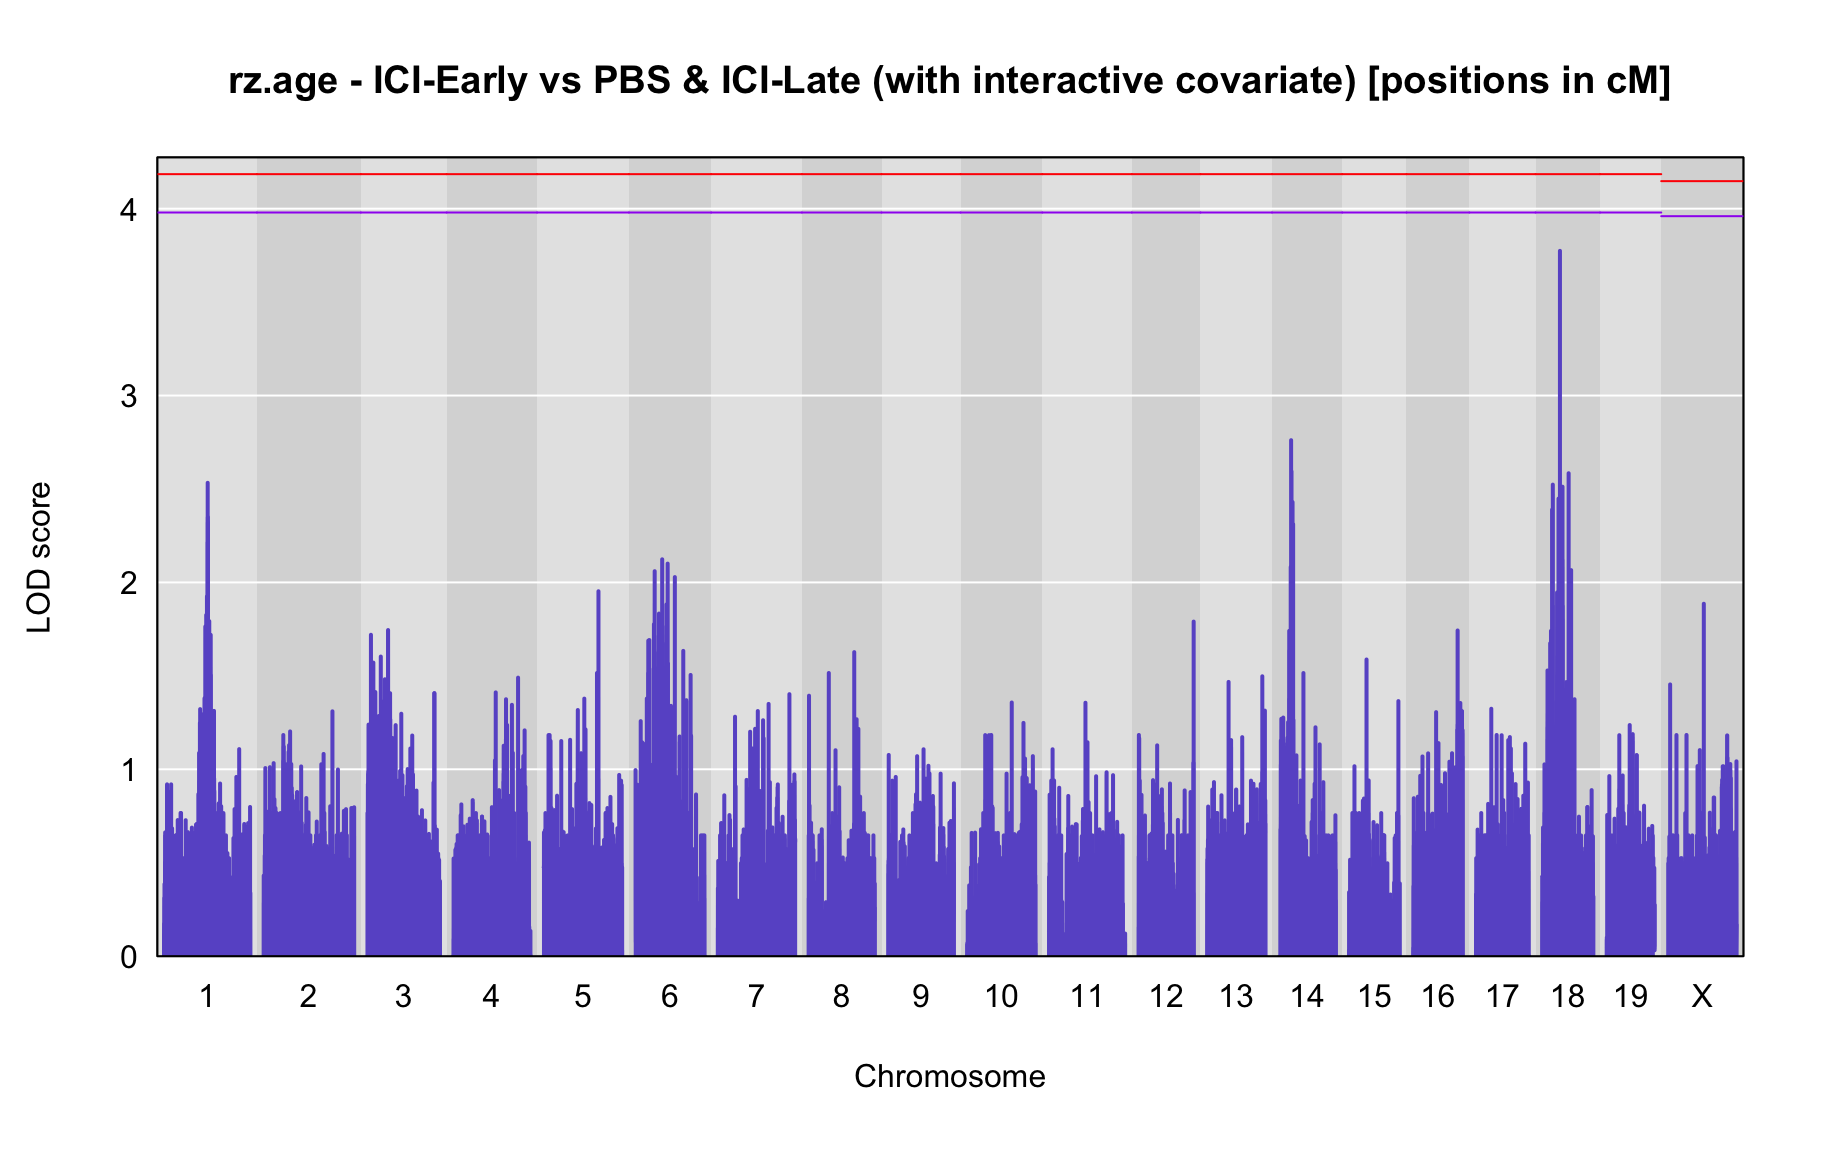 rz.age - ICI-Early vs PBS & ICI-Late (with interactive covariate) [positions in cM]
LOD score
4
3
2
1
0
1 2 3 4 5 6 7 8 9 10 11 12 13 14 15 16 17 18 19 X
Chromosome